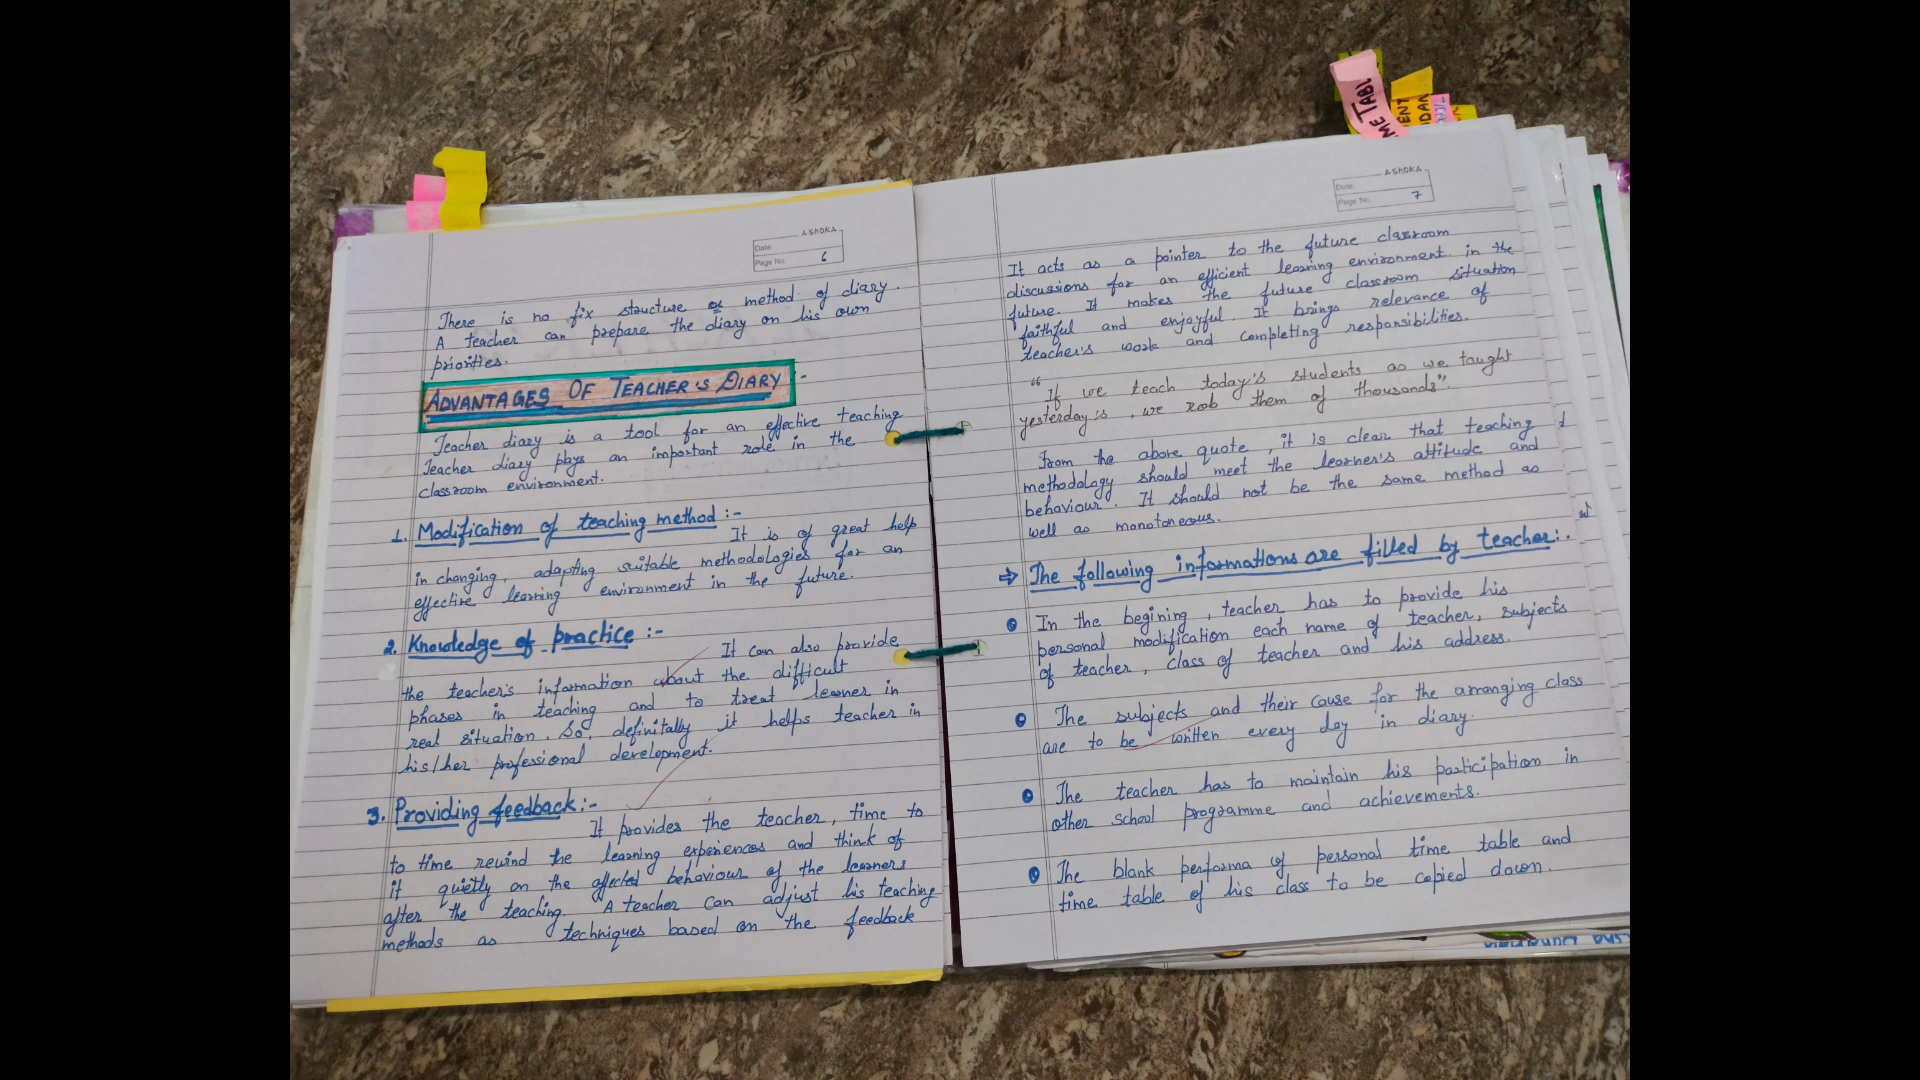 ASHOKA
Date:
Page No. 6
There is no fix structure or method of diary.
A teacher can prepare the diary on his own
priorities.
ADVANTAGES OF TEACHER'S DIARY :-
Teacher diary is a tool for an effective teaching
Teacher diary plays an important role in the
classroom environment.
1. Modification of teaching method :-
It is of great help
in changing, adapting suitable methodologies for an
effective learning environment in the future.
2. Knowledge of practice :-
It can also provide
the teacher's information about the difficult
phases in teaching and to treat learner in
real situation. So, definitally it helps teacher in
his/her professional development.
3. Providing feedback :-
It provides the teacher, time to
to time rewind the learning experiences and think of
it quietly on the affected behaviour of the learners
after the teaching. A teacher can adjust his teaching
methods as techniques based on the feedback
ME TABL
ENT
IDAN
ASHOKA
Date:
Page No. 7
It acts as a pointer to the future classroom
discussions for an efficient learning environment in the
future. It makes the future classroom situation
faithful and enjoyful. It brings relevance of
teacher's work and completing responsibilities.
"If we teach today's students as we taught
yesterday's, we rob them of thousands".
From the above quote, it is clear that teaching
methodology should meet the learner's attitude and
behaviour. It should not be the same method as
well as monotoneous.
⇒ The following informations are filled by teacher:-
• In the begining, teacher has to provide his
personal modification each name of teacher, subjects
of teacher, class of teacher and his address.
• The subjects and their cause for the arranging class
are to be written every day in diary.
• The teacher has to maintain his participation in
other school programme and achievements.
• The blank performa of personal time table and
time table of his class to be copied down.